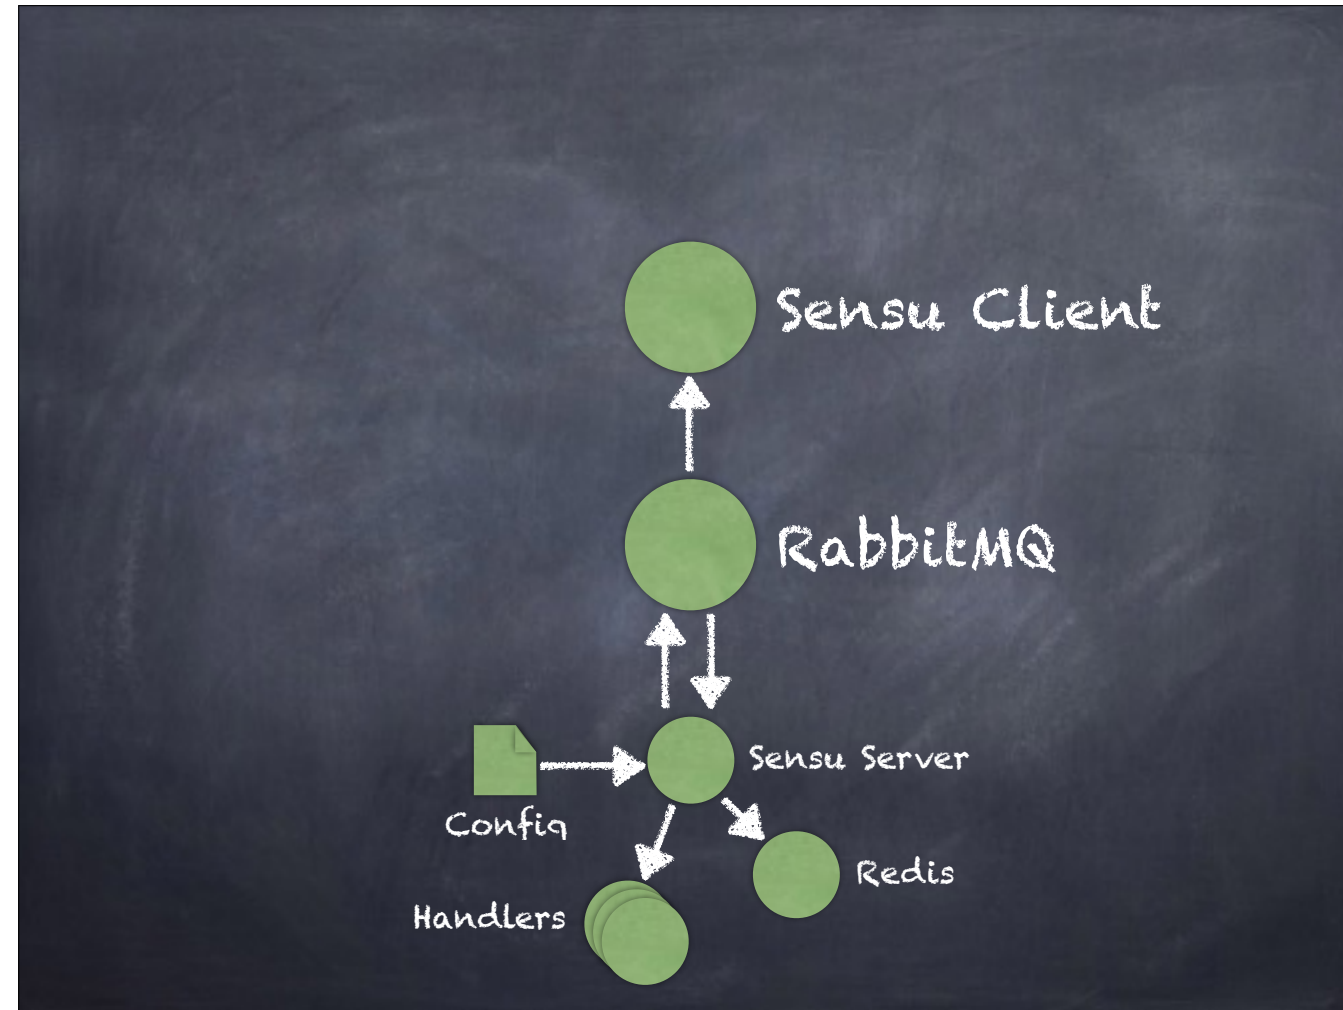 Sensu Client
RabbitMQ
Sensu Server
Config
Redis
Handlers